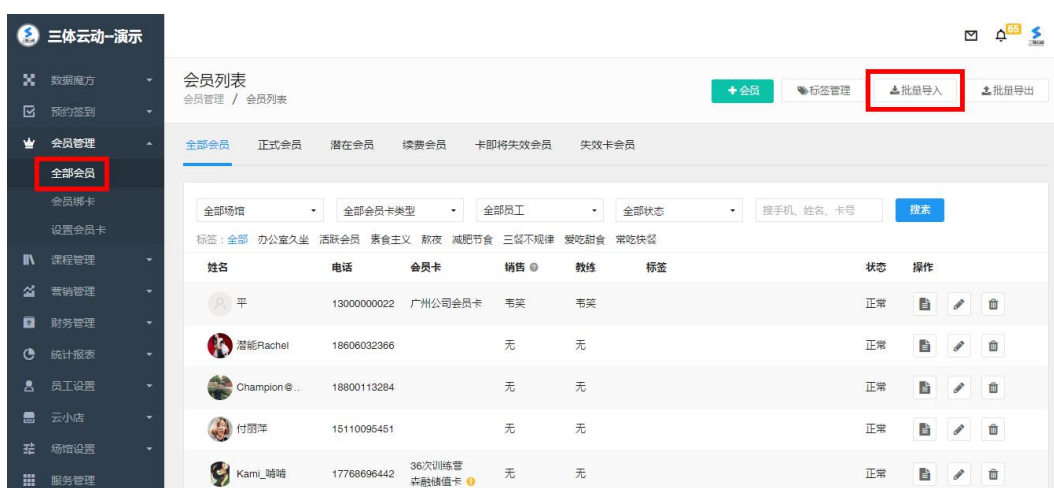 三体云动--演示
65
数据魔方
预约签到
会员管理
全部会员
会员绑卡
设置会员卡
课程管理
营销管理
财务管理
统计报表
员工设置
云小店
场馆设置
服务管理
会员列表
会员管理 / 会员列表
+会员
标签管理
批量导入
批量导出
全部会员 正式会员 潜在会员 续费会员 卡即将失效会员 失效卡会员
全部场馆 全部会员卡类型 全部员工 全部状态 搜手机、姓名、卡号 搜索
标签：全部 办公室久坐 活跃会员 素食主义 熬夜 减肥节食 三餐不规律 爱吃甜食 常吃快餐
姓名 电话 会员卡 销售 教练 标签 状态 操作
平 13000000022 广州公司会员卡 韦笑 韦笑 正常
潜能Rachel 18606032366 无 无 正常
Champion@.. 18800113284 无 无 正常
付丽萍 15110095451 无 无 正常
Kami_喃喃 17768696442 36次训练营 无 无 正常
森融储值卡